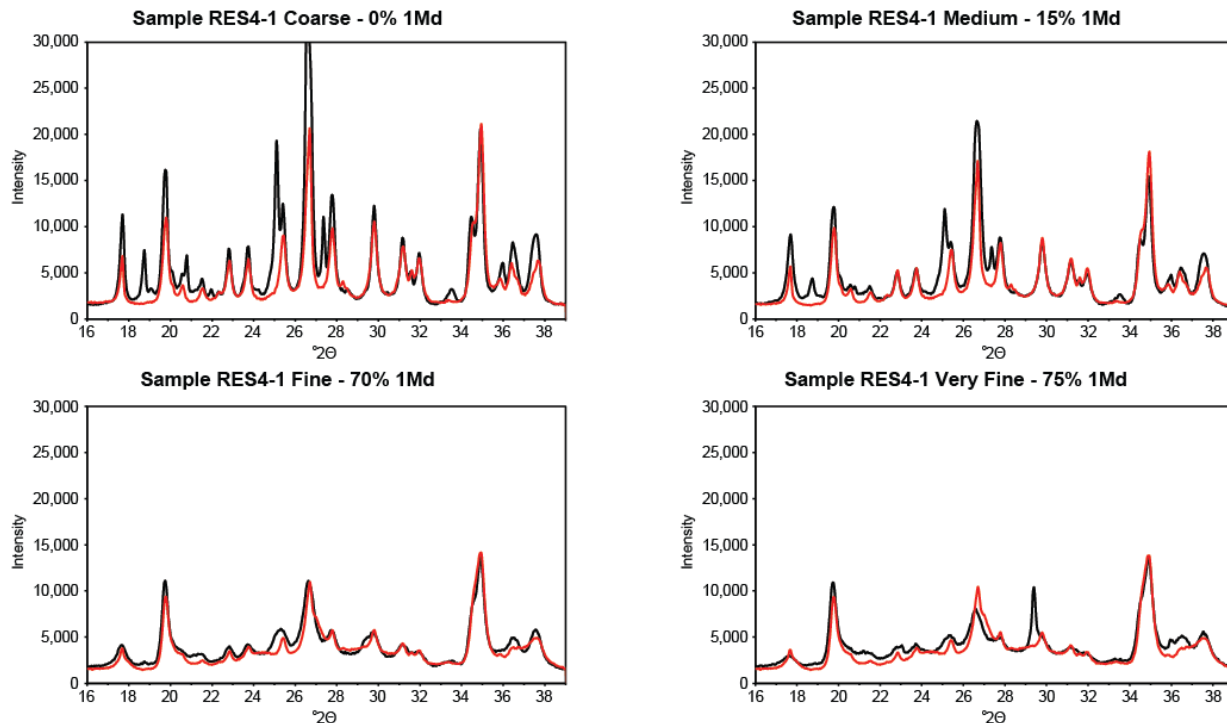 Sample RES4-1 Coarse - 0% 1Md
30,000
25,000
20,000
15,000
10,000
5,000
0
Intensity
16 18 20 22 24 26 28 30 32 34 36 38
°2Θ
Sample RES4-1 Medium - 15% 1Md
30,000
25,000
20,000
15,000
10,000
5,000
0
Intensity
16 18 20 22 24 26 28 30 32 34 36 38
°2Θ
Sample RES4-1 Fine - 70% 1Md
30,000
25,000
20,000
15,000
10,000
5,000
0
Intensity
16 18 20 22 24 26 28 30 32 34 36 38
°2Θ
Sample RES4-1 Very Fine - 75% 1Md
30,000
25,000
20,000
15,000
10,000
5,000
0
Intensity
16 18 20 22 24 26 28 30 32 34 36 38
°2Θ